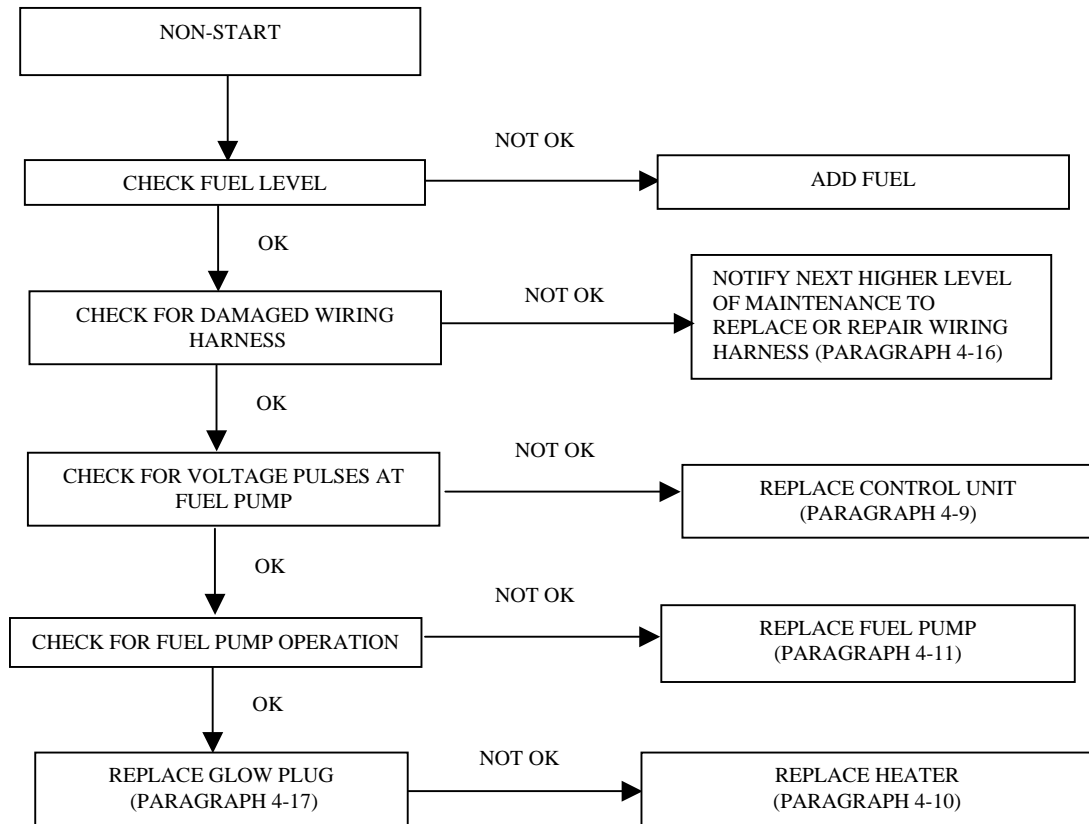 NON-START
NOT OK
CHECK FUEL LEVEL
ADD FUEL
OK
NOT OK
CHECK FOR DAMAGED WIRING
HARNESS
NOTIFY NEXT HIGHER LEVEL
OF MAINTENANCE TO
REPLACE OR REPAIR WIRING
HARNESS (PARAGRAPH 4-16)
OK
NOT OK
CHECK FOR VOLTAGE PULSES AT
FUEL PUMP
REPLACE CONTROL UNIT
(PARAGRAPH 4-9)
OK
NOT OK
CHECK FOR FUEL PUMP OPERATION
REPLACE FUEL PUMP
(PARAGRAPH 4-11)
OK
NOT OK
REPLACE GLOW PLUG
(PARAGRAPH 4-17)
REPLACE HEATER
(PARAGRAPH 4-10)